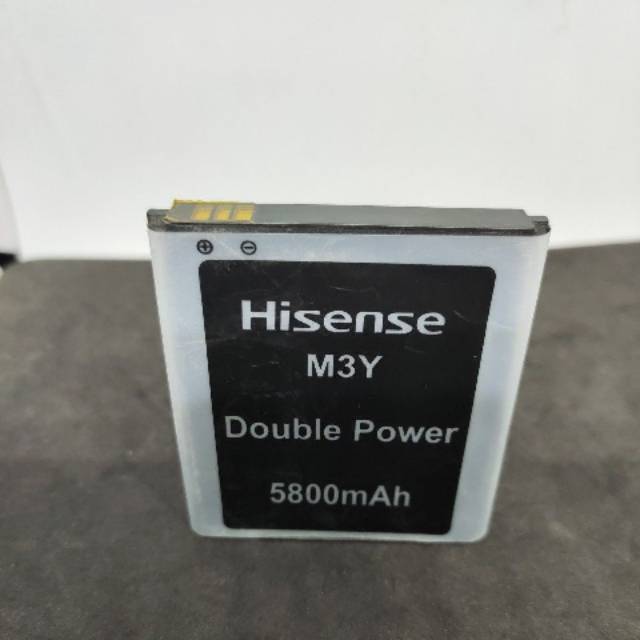 ⊕ ⊖
Hisense
M3Y
Double Power
5800mAh